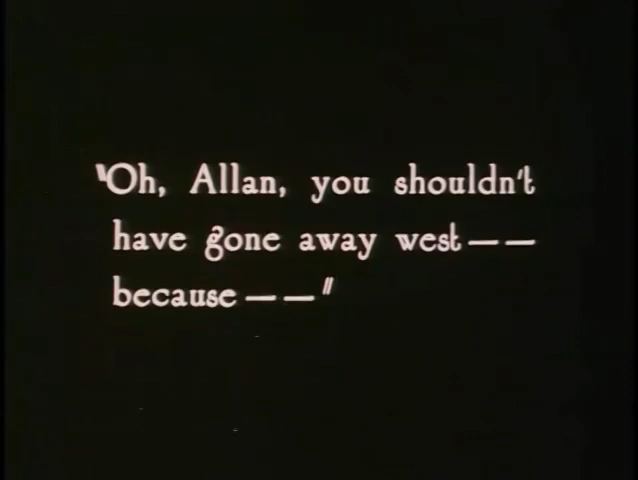 "Oh, Allan, you shouldn't
have gone away west——
because——"